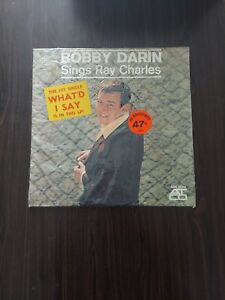 BOBBY DARIN
Sings Ray Charles
THE HIT SINGLE
WHAT'D
I SAY
IS IN THIS LP!
47¢